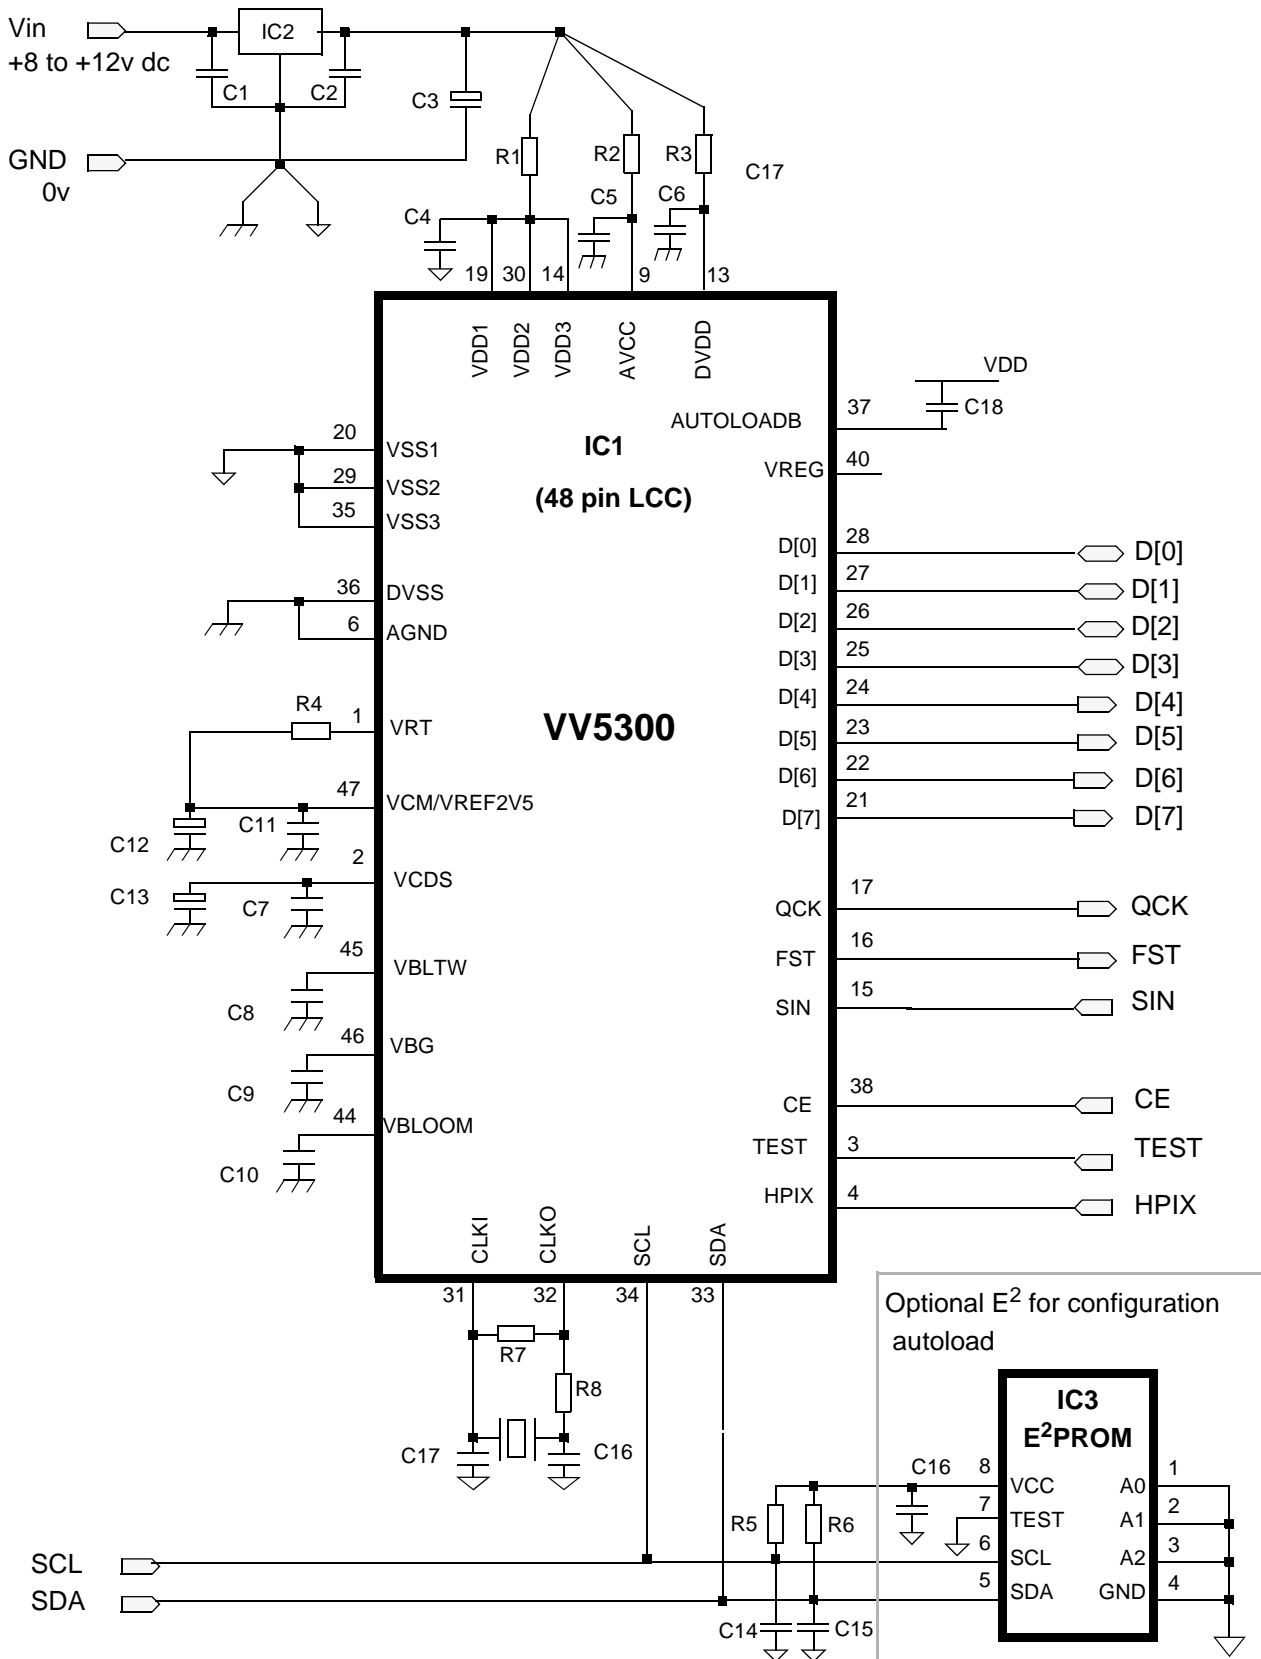 Vin
IC2
+8 to +12v dc
C1
C2
C3
GND
0v
R1
R2
R3
C17
C4
C5
C6
19
30
14
9
13
VDD1
VDD2
VDD3
AVCC
DVDD
VDD
C18
AUTOLOADB
37
VREG
40
IC1
(48 pin LCC)
20
VSS1
29
VSS2
35
VSS3
36
DVSS
6
AGND
R4
1
VRT
VV5300
47
VCM/VREF2V5
C12
C11
2
VCDS
C13
C7
45
VBLTW
C8
46
VBG
C9
44
VBLOOM
C10
D[0]
28
D[0]
D[1]
27
D[1]
D[2]
26
D[2]
D[3]
25
D[3]
D[4]
24
D[4]
D[5]
23
D[5]
D[6]
22
D[6]
D[7]
21
D[7]
QCK
17
QCK
FST
16
FST
SIN
15
SIN
CE
38
CE
TEST
3
TEST
HPIX
4
HPIX
CLKI
CLKO
SCL
SDA
31
32
34
33
R7
R8
C17
C16
Optional E2 for configuration
autoload
IC3
E2PROM
C16
8
VCC
A0
1
7
TEST
A1
2
6
SCL
A2
3
5
SDA
GND
4
R5
R6
SCL
SDA
C14
C15